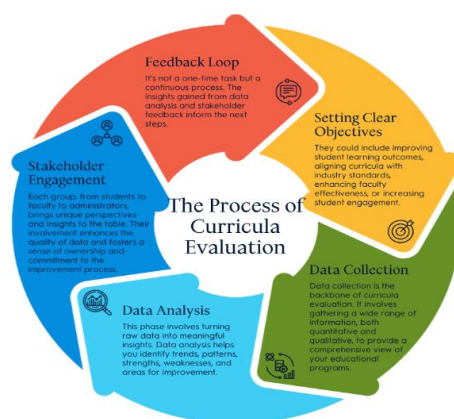 The Process of
Curricula
Evaluation
Feedback Loop
It's not a one-time task but a
continuous process. The
insights gained from data
analysis and stakeholder
feedback inform the next
steps.
Setting Clear
Objectives
They could include improving
student learning outcomes,
aligning curricula with
industry standards,
enhancing faculty
effectiveness, or increasing
student engagement.
Data Collection
Data collection is the
backbone of curricula
evaluation. It involves
gathering a wide range of
information, both
quantitative and
qualitative, to provide a
comprehensive view of
your educational
programs.
Data Analysis
This phase involves turning
raw data into meaningful
insights. Data analysis helps
you identify trends, patterns,
strengths, weaknesses, and
areas for improvement.
Stakeholder
Engagement
Each group, from students to
faculty to administrators,
brings unique perspectives
and insights to the table. Their
involvement enhances the
quality of data and fosters a
sense of ownership and
commitment to the
improvement process.